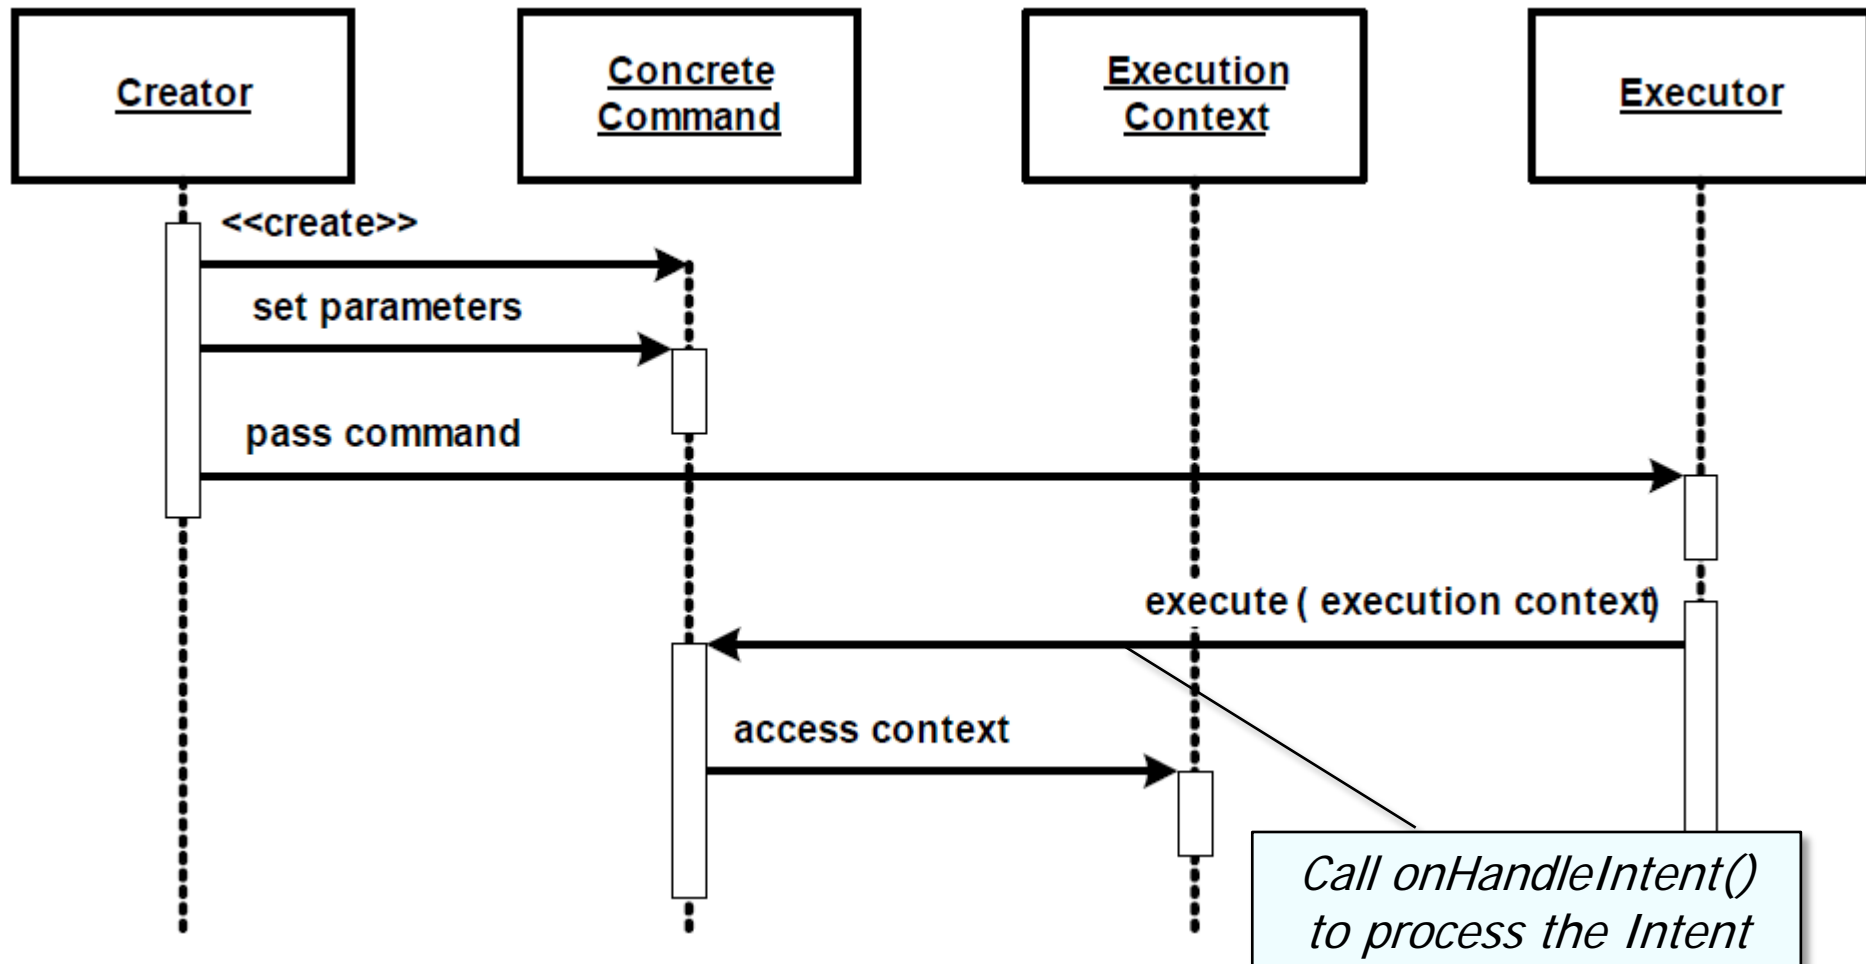 Creator
Concrete
Command
Execution
Context
Executor
<<create>>
set parameters
pass command
execute ( execution context)
access context
Call onHandleIntent()
to process the Intent